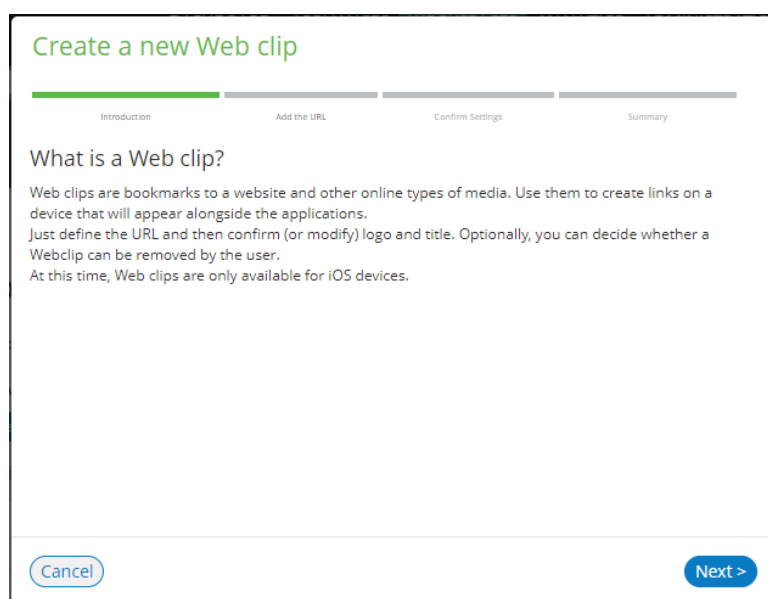 Create a new Web clip
Introduction
Add the URL
Confirm Settings
Summary
What is a Web clip?
Web clips are bookmarks to a website and other online types of media. Use them to create links on a
device that will appear alongside the applications.
Just define the URL and then confirm (or modify) logo and title. Optionally, you can decide whether a
Webclip can be removed by the user.
At this time, Web clips are only available for iOS devices.
Cancel
Next >